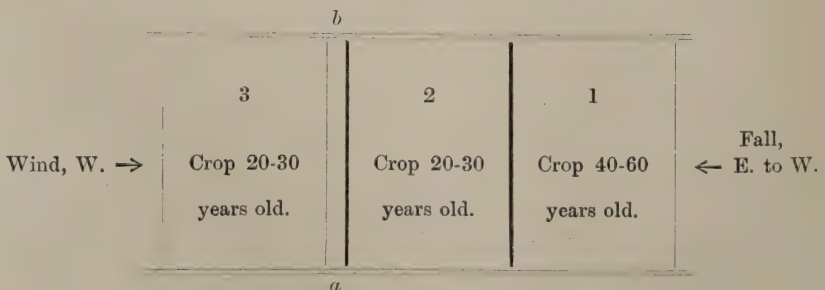 b
3 2 1
Fall,
Wind, W. → Crop 20-30 Crop 20-30 Crop 40-60 ← E. to W.
years old. years old. years old.
a